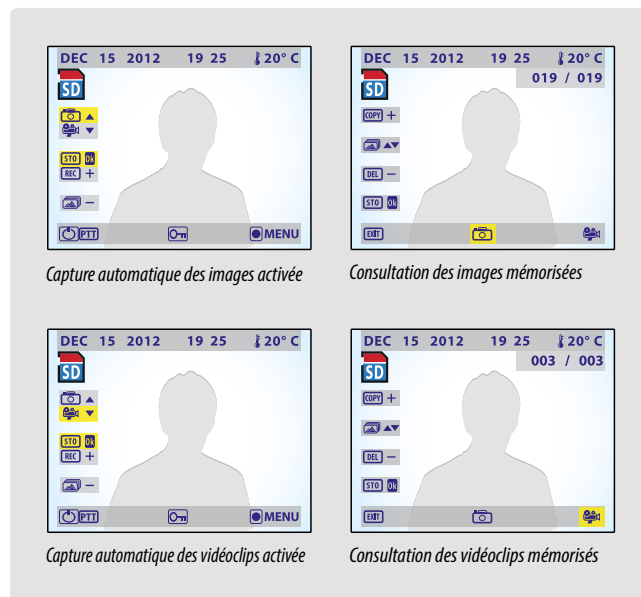 DEC 15 2012 19 25 20° C
SD
STO Ok
REC +
−
PTT MENU
Capture automatique des images activée
DEC 15 2012 19 25 20° C
019 / 019
SD
COPY +
DEL −
STO Ok
EXIT
Consultation des images mémorisées
DEC 15 2012 19 25 20° C
SD
STO Ok
REC +
−
PTT MENU
Capture automatique des vidéoclips activée
DEC 15 2012 19 25 20° C
003 / 003
SD
COPY +
DEL −
STO Ok
EXIT
Consultation des vidéoclips mémorisés